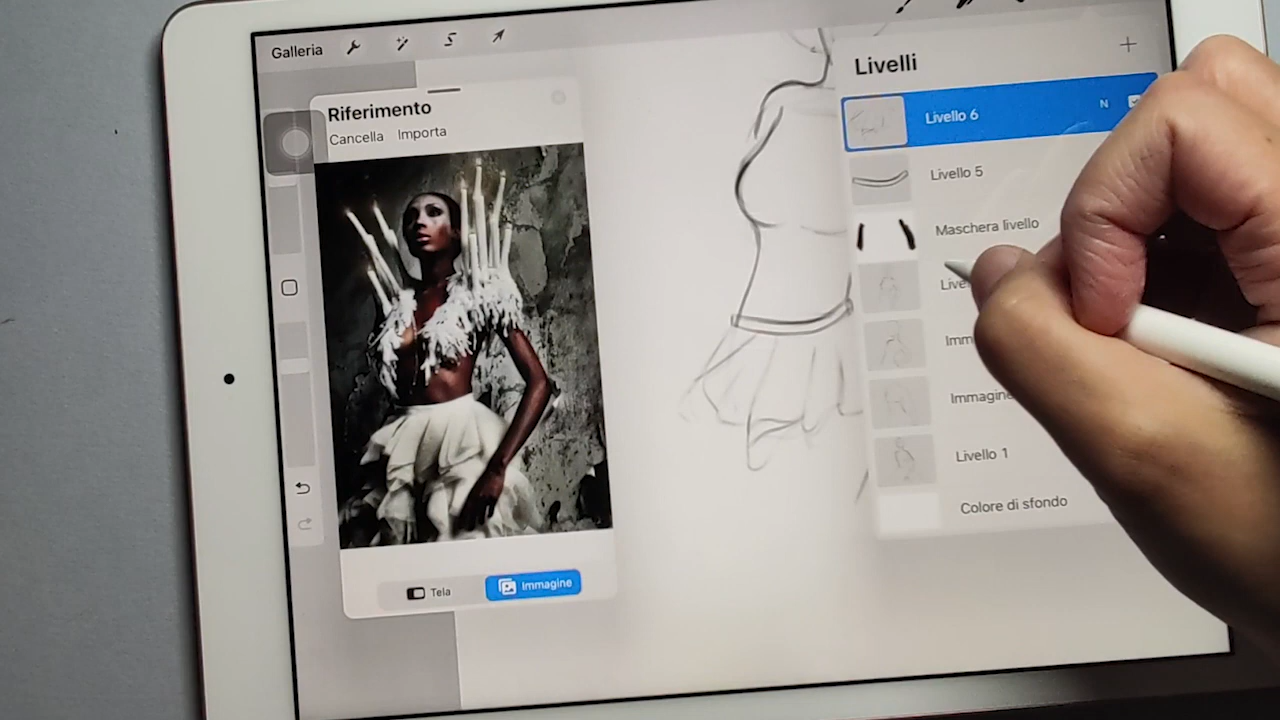 Galleria
Riferimento
Cancella Importa
Tela
Immagine
Livelli
Livello 6
N
Livello 5
Maschera livello
Immagine
Livello 1
Colore di sfondo